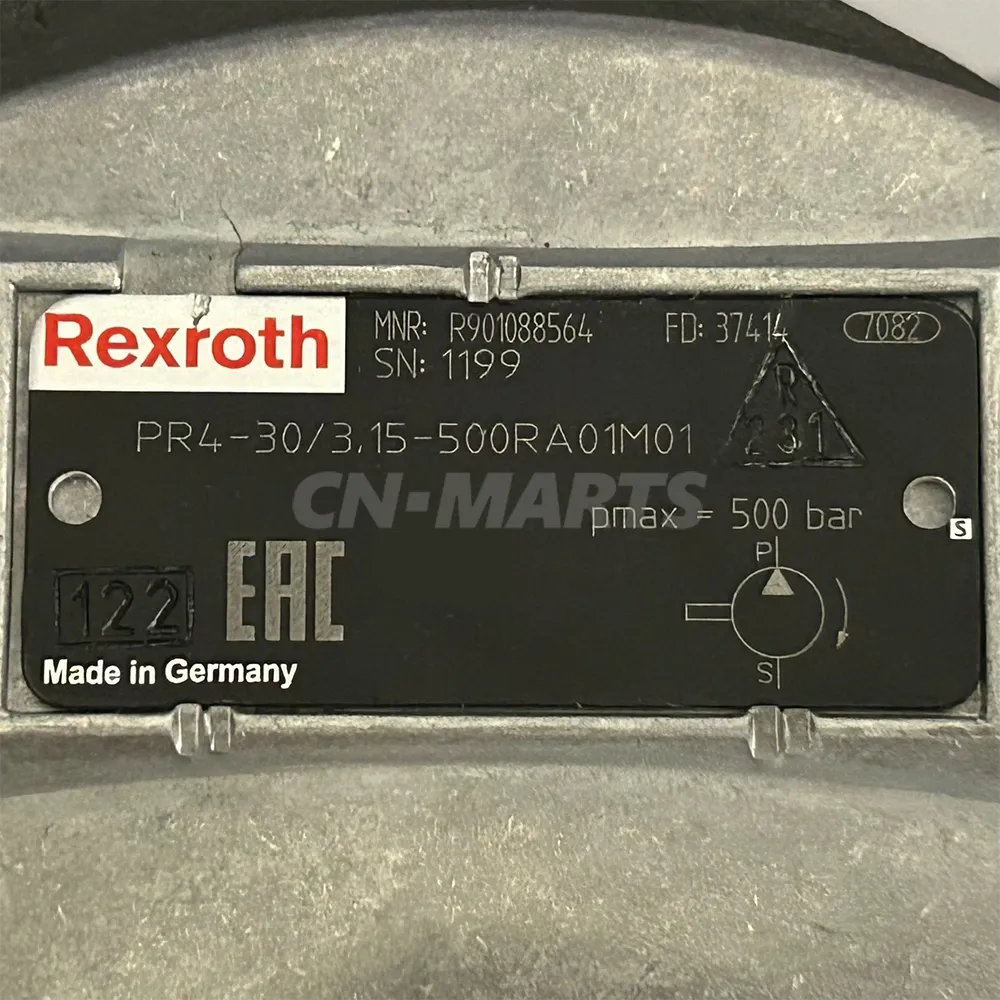 Rexroth
MNR: R901088564 FD: 37414 7082
SN: 1199
R
231
PR4-30/3.15-500RA01M01
CN-MARTS
pmax = 500 bar
S
P
122
EAC
S
Made in Germany